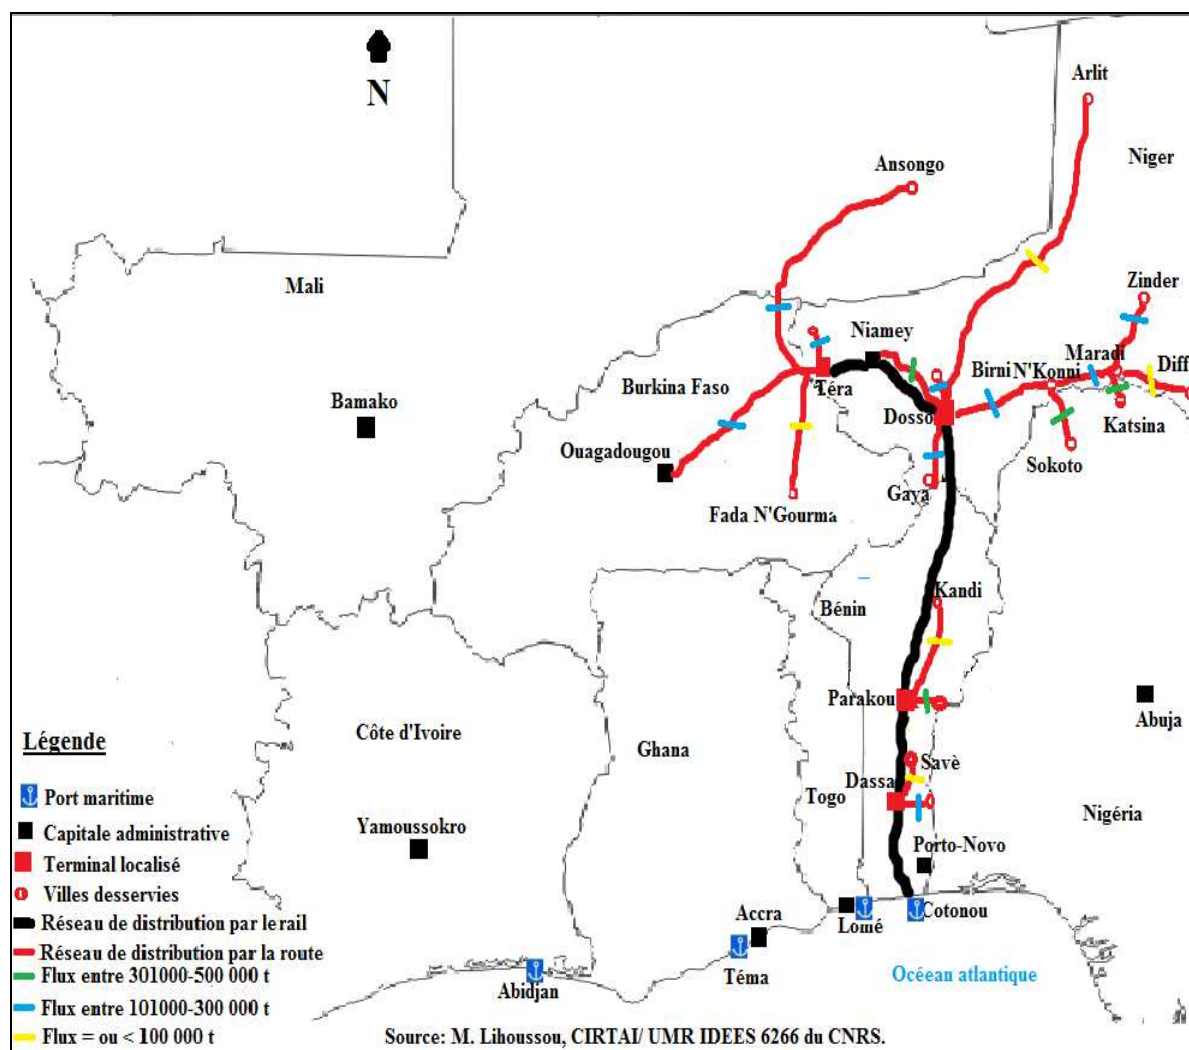 N
Arlit
Niger
Ansongo
Zinder
Mali
Niamey
Maradi
Birni N'Konni
Diff
Burkina Faso
Téra
Bamako
Dosso
Katsina
Ouagadougou
Sokoto
Gaya
Fada N'Gourma
Kandi
Bénin
Parakou
Abuja
Côte d'Ivoire
Ghana
Savè
Dassa
Togo
Nigéria
Yamoussokro
Porto-Novo
Accra
Lomé
Cotonou
Téma
Abidjan
Océean atlantique
Légende
Port maritime
Capitale administrative
Terminal localisé
Villes desservies
Réseau de distribution par le rail
Réseau de distribution par la route
Flux entre 301000-500 000 t
Flux entre 101000-300 000 t
Flux = ou < 100 000 t
Source: M. Lihoussou, CIRTAI/ UMR IDEES 6266 du CNRS.